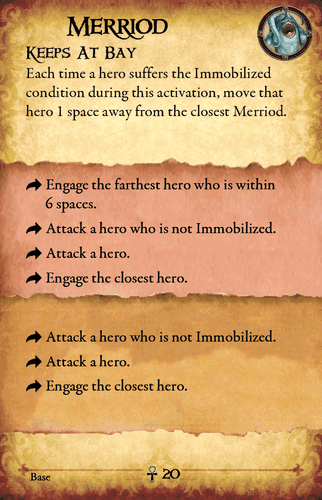 Merriod
Keeps At Bay
Each time a hero suffers the Immobilized
condition during this activation, move that
hero 1 space away from the closest Merriod.
Engage the farthest hero who is within
6 spaces.
Attack a hero who is not Immobilized.
Attack a hero.
Engage the closest hero.
Attack a hero who is not Immobilized.
Attack a hero.
Engage the closest hero.
Base
20